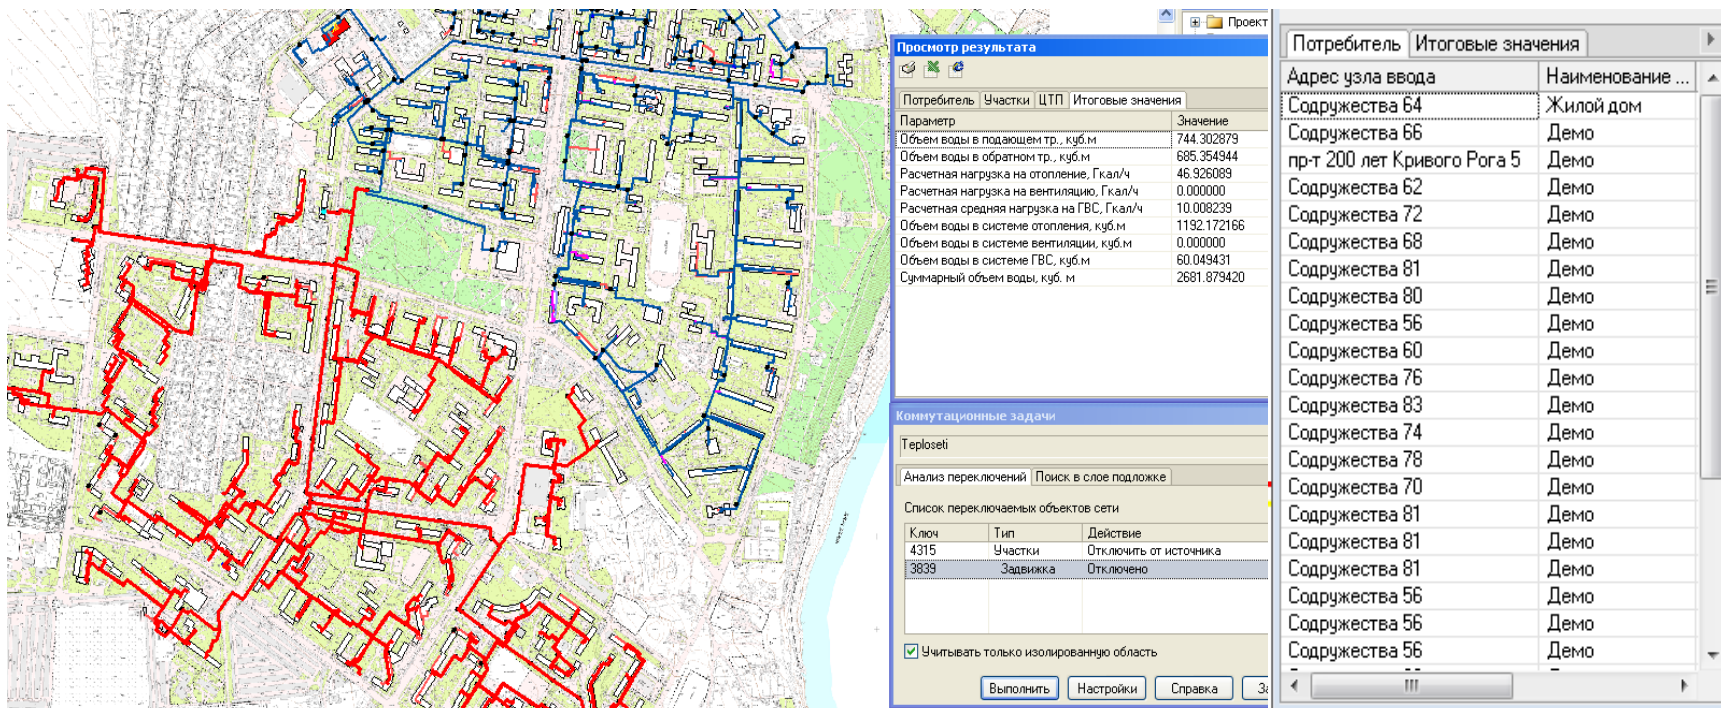 Проект
Просмотр результата
Потребитель Участки ЦТП Итоговые значения
Параметр Значение
Объем воды в подающем тр., куб.м 744.302879
Объем воды в обратном тр., куб.м 685.354944
Расчетная нагрузка на отопление, Гкал/ч 46.926089
Расчетная нагрузка на вентиляцию, Гкал/ч 0.000000
Расчетная средняя нагрузка на ГВС, Гкал/ч 10.008239
Объем воды в системе отопления, куб.м 1192.172166
Объем воды в системе вентиляции, куб.м 0.000000
Объем воды в системе ГВС, куб.м 60.049431
Суммарный объем воды, куб. м 2681.879420
Коммутационные задачи
Teploseti
Анализ переключений Поиск в слое подложке
Список переключаемых объектов сети
Ключ Тип Действие
4315 Участки Отключить от источника
3839 Задвижка Отключено
Учитывать только изолированную область
Выполнить Настройки Справка За
Потребитель Итоговые значения
Адрес узла ввода Наименование ...
Содружества 64 Жилой дом
Содружества 66 Демо
пр-т 200 лет Кривого Рога 5 Демо
Содружества 62 Демо
Содружества 72 Демо
Содружества 68 Демо
Содружества 81 Демо
Содружества 80 Демо
Содружества 56 Демо
Содружества 60 Демо
Содружества 76 Демо
Содружества 83 Демо
Содружества 74 Демо
Содружества 78 Демо
Содружества 70 Демо
Содружества 81 Демо
Содружества 81 Демо
Содружества 81 Демо
Содружества 56 Демо
Содружества 56 Демо
Содружества 56 Демо